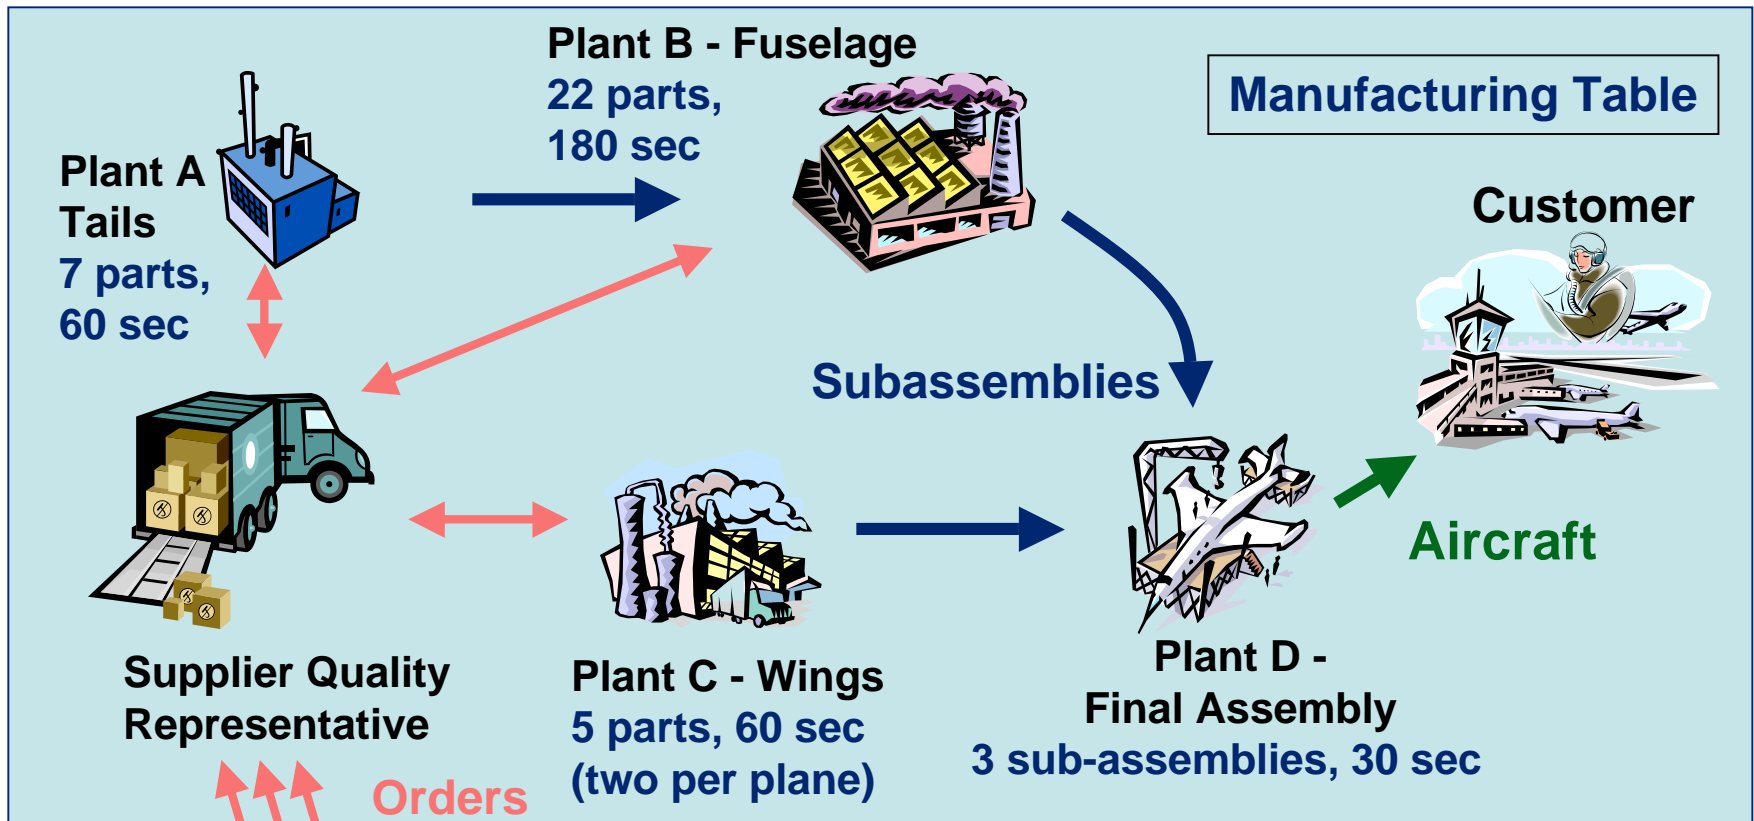 Plant B - Fuselage
22 parts,
180 sec
Manufacturing Table
Plant A
Tails
7 parts,
60 sec
Customer
Subassemblies
Aircraft
Supplier Quality
Representative
Plant C - Wings
5 parts, 60 sec
(two per plane)
Plant D -
Final Assembly
3 sub-assemblies, 30 sec
Orders